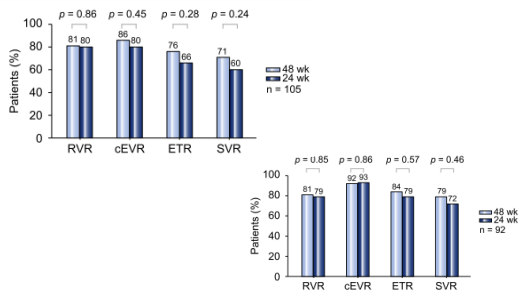 p = 0.86 p = 0.45 p = 0.28 p = 0.24
100
80
60
40
20
0
Patients (%)
81 80 86 80 76 66 71 60
RVR cEVR ETR SVR
48 wk
24 wk
n = 105
p = 0.85 p = 0.86 p = 0.57 p = 0.46
100
80
60
40
20
0
Patients (%)
81 79 92 93 84 79 79 72
RVR cEVR ETR SVR
48 wk
24 wk
n = 92